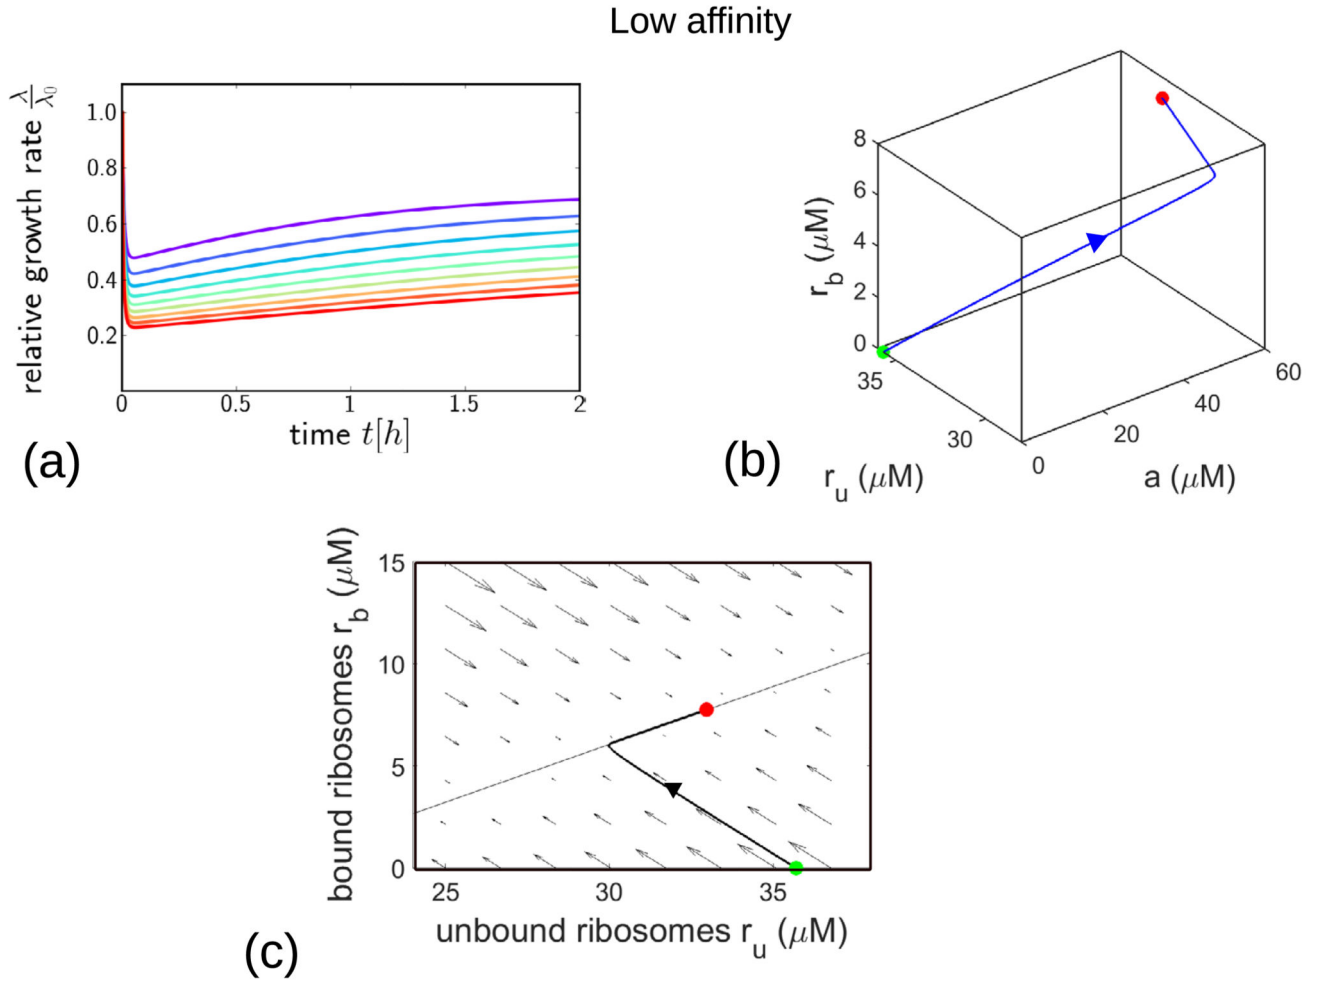 Low affinity
relative growth rate λ/λ₀
1.0
0.8
0.6
0.4
0.2
0 0.5 1 1.5 2
time t[h]
(a)
r_b (μM)
8
6
4
2
0
35
30
0
20
40
60
r_u (μM)
a (μM)
(b)
bound ribosomes r_b (μM)
15
10
5
0
25 30 35
unbound ribosomes r_u (μM)
(c)